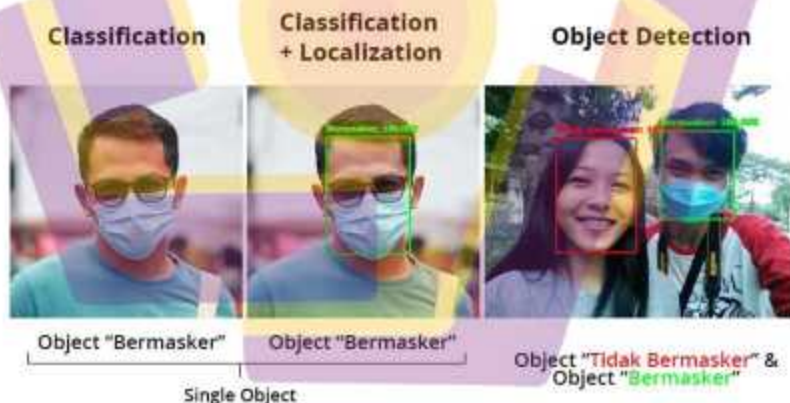 Classification
Classification
+ Localization
Object Detection
Object "Bermasker"
Object "Bermasker"
Single Object
Object "Tidak Bermasker" &
Object "Bermasker"